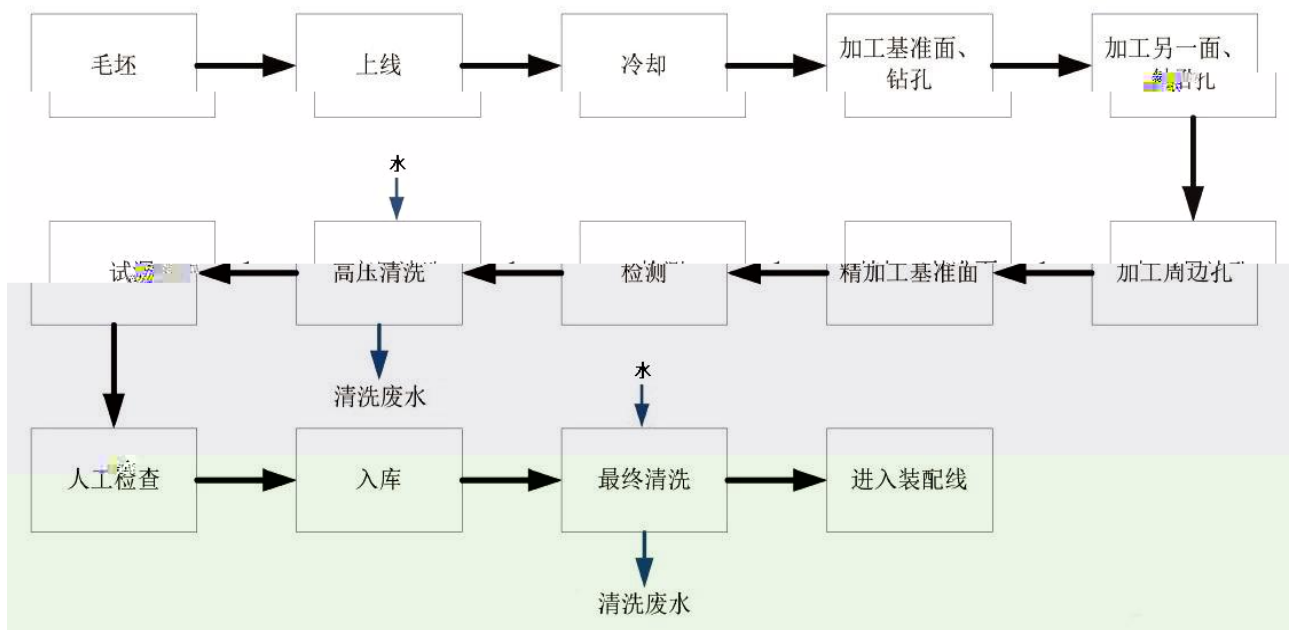 毛坯
上线
冷却
加工基准面、
钻孔
加工另一面、
钻孔
水
试漏
高压清洗
检测
精加工基准面
加工周边孔
清洗废水
水
人工检查
入库
最终清洗
进入装配线
清洗废水